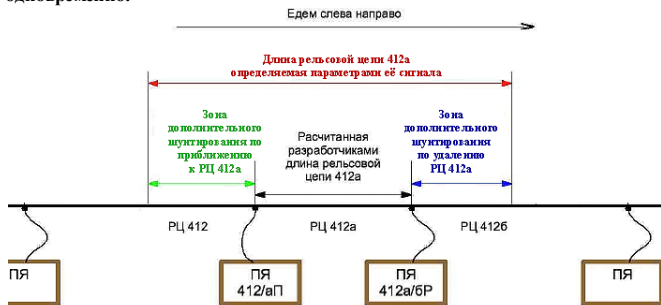 одновременно.
Едем слева направо
Длина рельсовой цепи 412а
определяемая параметрами её сигнала
Зона
дополнительного
шунтирования по
приближению
к РЦ 412а
Расчитанная
разработчиками
длина рельсовой
цепи 412а
Зона
дополнительного
шунтирования
по удалению
РЦ 412а
РЦ 412
РЦ 412а
РЦ 412б
ПЯ
ПЯ
412/аП
ПЯ
412а/бР
ПЯ